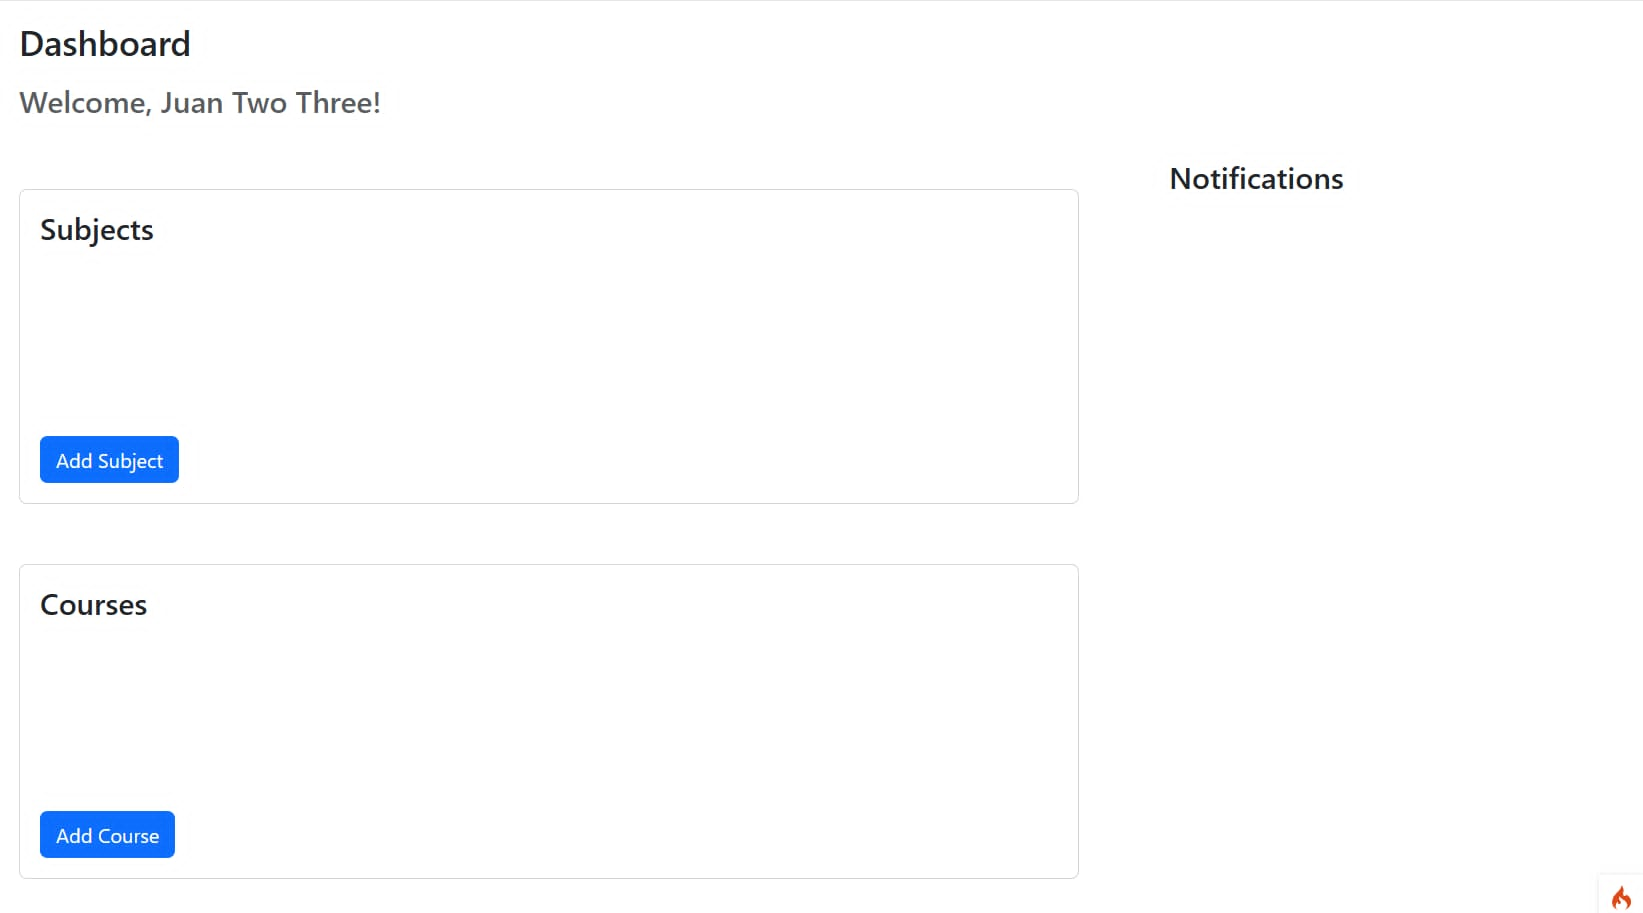 Dashboard
Welcome, Juan Two Three!
Notifications
Subjects
Add Subject
Courses
Add Course